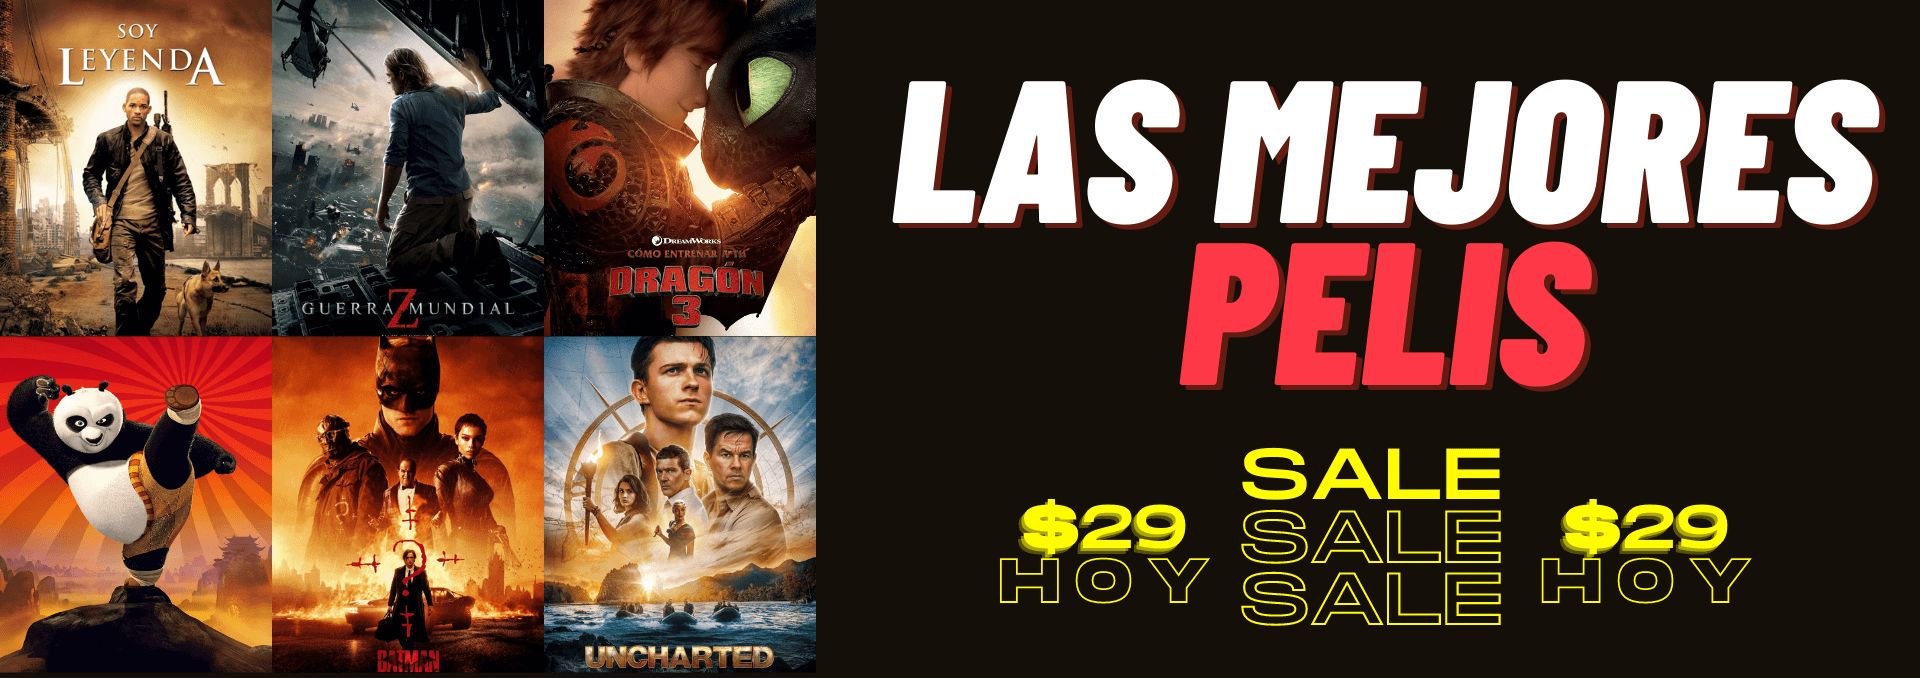 SOY
LEYENDA
GUERRA Z MUNDIAL
DREAMWORKS
CÓMO ENTRENAR A TU
DRAGÓN
3
BATMAN
UNCHARTED
LAS MEJORES
PELIS
SALE
SALE
SALE
$29
HOY
$29
HOY